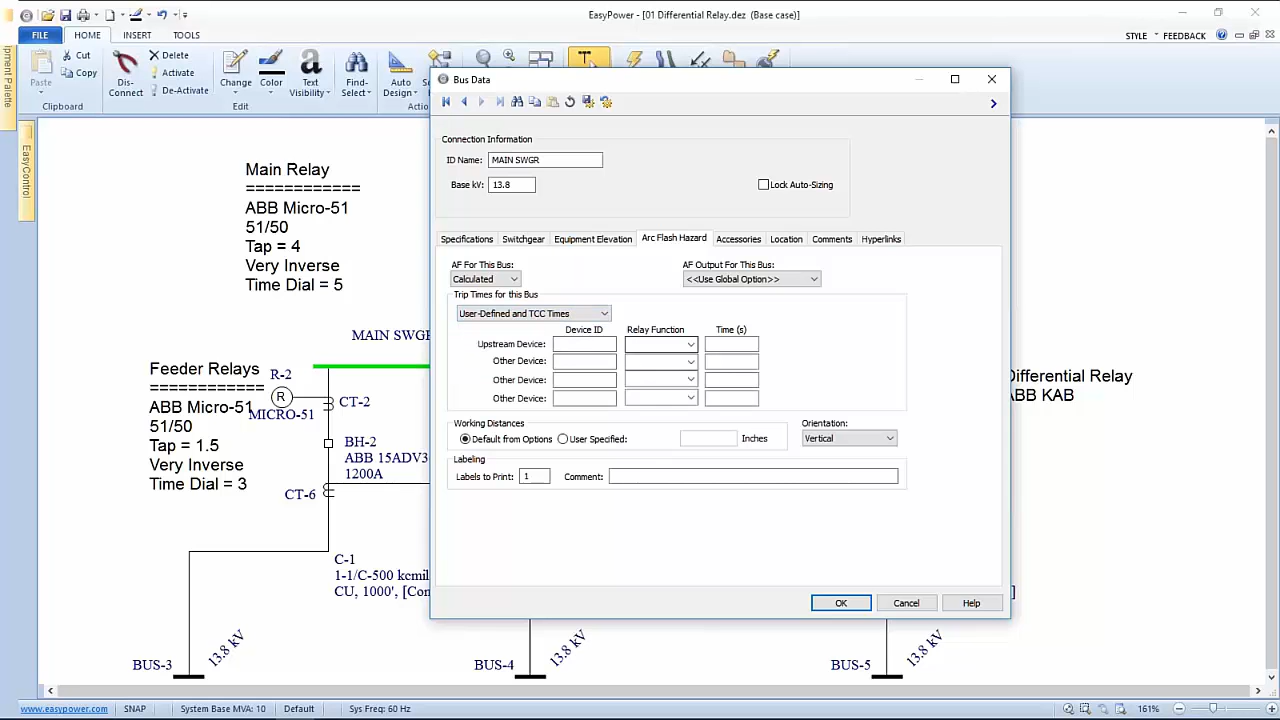 EasyPower - [01 Differential Relay.dez (Base case)]
FILE
HOME
INSERT
TOOLS
STYLE
FEEDBACK
Paste
Cut
Copy
Clipboard
Dis-
Connect
Delete
Activate
De-Activate
Change
Color
Text
Visibility
Edit
Find-
Select
Auto
Design
Actio
EasyControl
Main Relay
============
ABB Micro-51
51/50
Tap = 4
Very Inverse
Time Dial = 5
Feeder Relays
============
ABB Micro-51
51/50
Tap = 1.5
Very Inverse
Time Dial = 3
MAIN SWGR
R-2
R
MICRO-51
CT-2
BH-2
ABB 15ADV3
1200A
CT-6
C-1
1-1/C-500 kcmil
CU, 1000', [Con
BUS-3
13.8 kV
BUS-4
13.8 kV
BUS-5
13.8 kV
Differential Relay
ABB KAB
Bus Data
Connection Information
ID Name: MAIN SWGR
Base kV: 13.8
Lock Auto-Sizing
Specifications
Switchgear
Equipment Elevation
Arc Flash Hazard
Accessories
Location
Comments
Hyperlinks
AF For This Bus:
Calculated
AF Output For This Bus:
<<Use Global Option>>
Trip Times for this Bus
User-Defined and TCC Times
Device ID Relay Function Time (s)
Upstream Device:
Other Device:
Other Device:
Other Device:
Working Distances
Default from Options User Specified: Inches
Orientation:
Vertical
Labeling
Labels to Print: 1 Comment:
OK
Cancel
Help
www.easypower.com SNAP System Base MVA: 10 Default Sys Freq: 60 Hz 161%